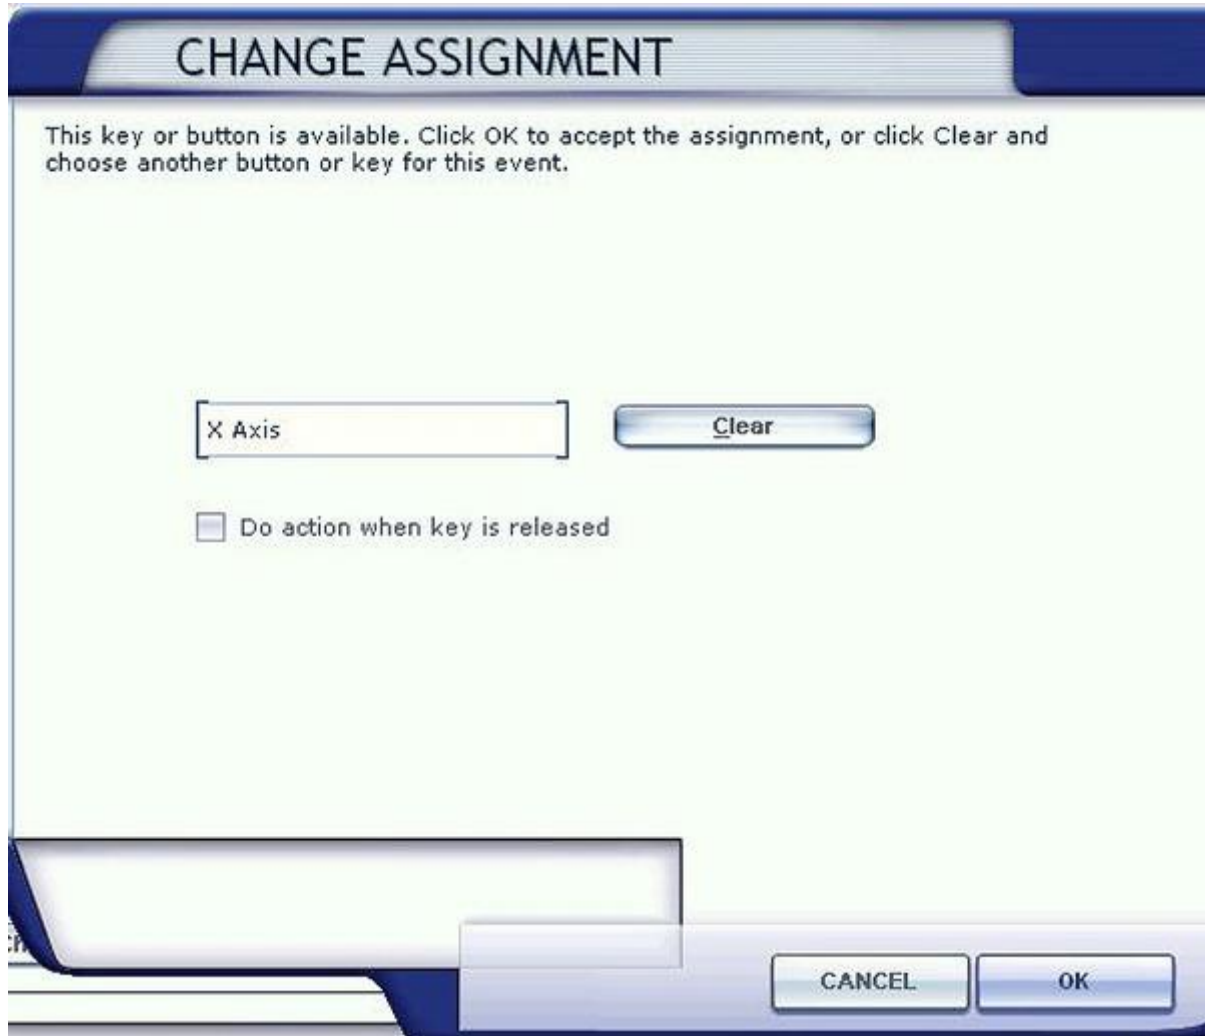 CHANGE ASSIGNMENT
This key or button is available. Click OK to accept the assignment, or click Clear and
choose another button or key for this event.
X Axis
Clear
Do action when key is released
CANCEL
OK